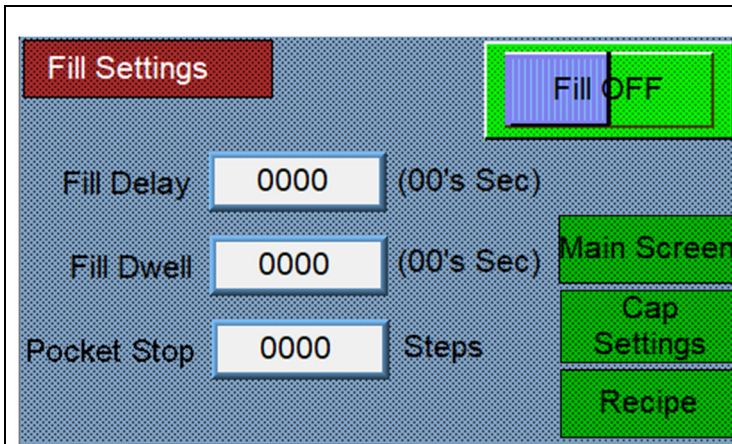 Fill Settings
Fill OFF
Fill Delay 0000 (00's Sec)
Fill Dwell 0000 (00's Sec)
Main Screen
Pocket Stop 0000 Steps
Cap
Settings
Recipe